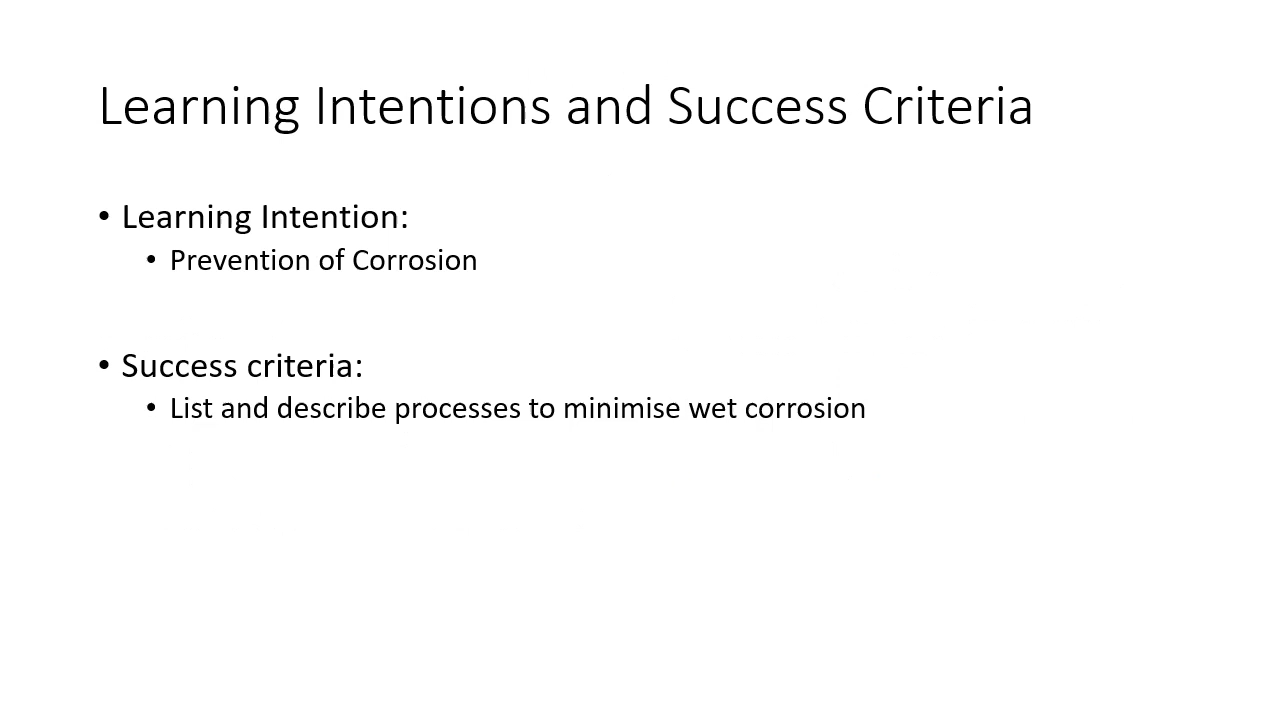 Learning Intentions and Success Criteria
• Learning Intention:
• Prevention of Corrosion
• Success criteria:
• List and describe processes to minimise wet corrosion